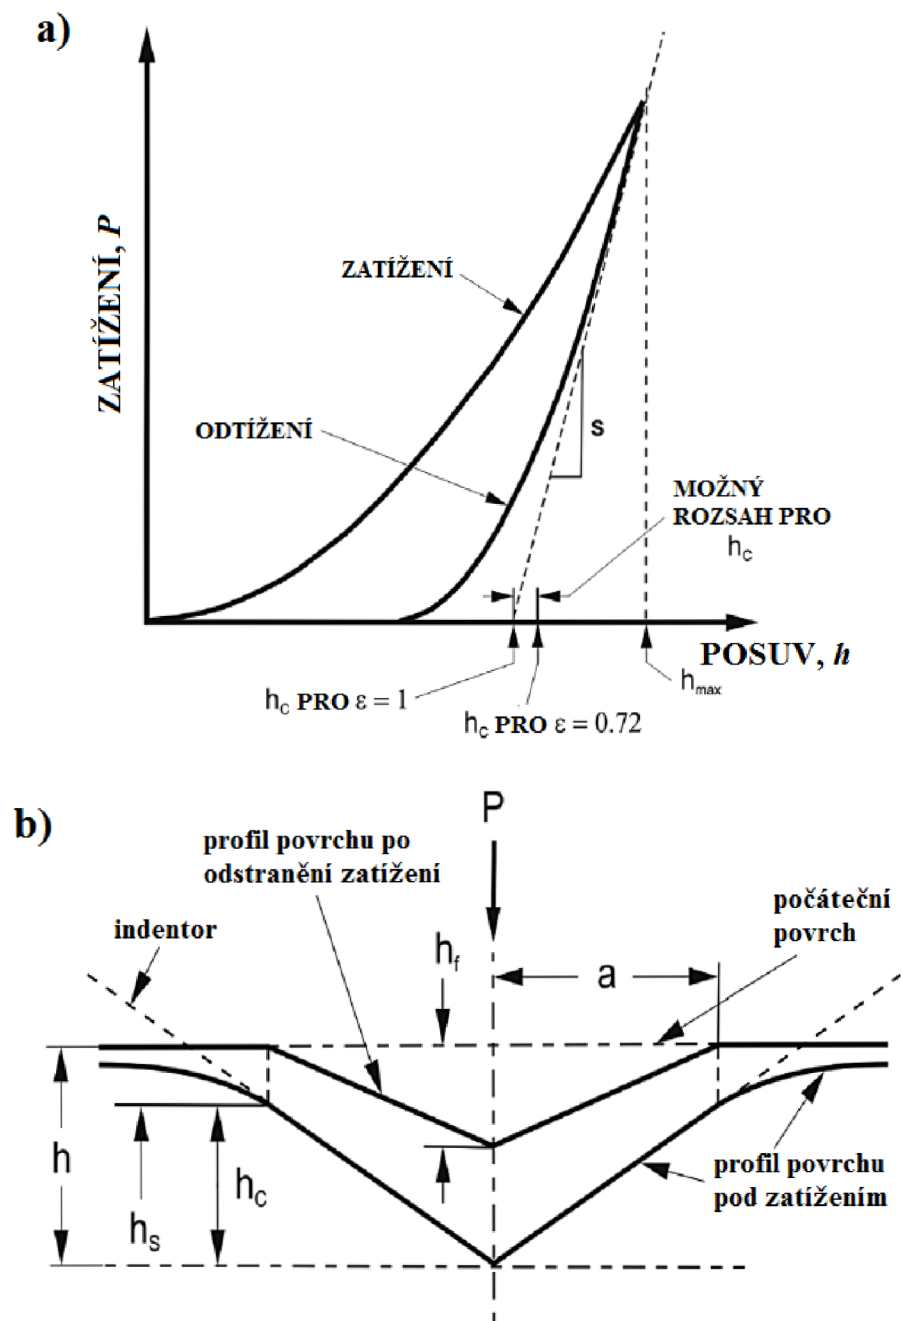 a)
ZATÍŽENÍ, P
ZATÍŽENÍ
ODTÍŽENÍ
s
MOŽNÝ
ROZSAH PRO
hc
POSUV, h
hmax
hc PRO ε = 1
hc PRO ε = 0.72
b)
P
profil povrchu po
odstranění zatížení
indentor
hf
a
počáteční
povrch
h
hs
hc
profil povrchu
pod zatížením